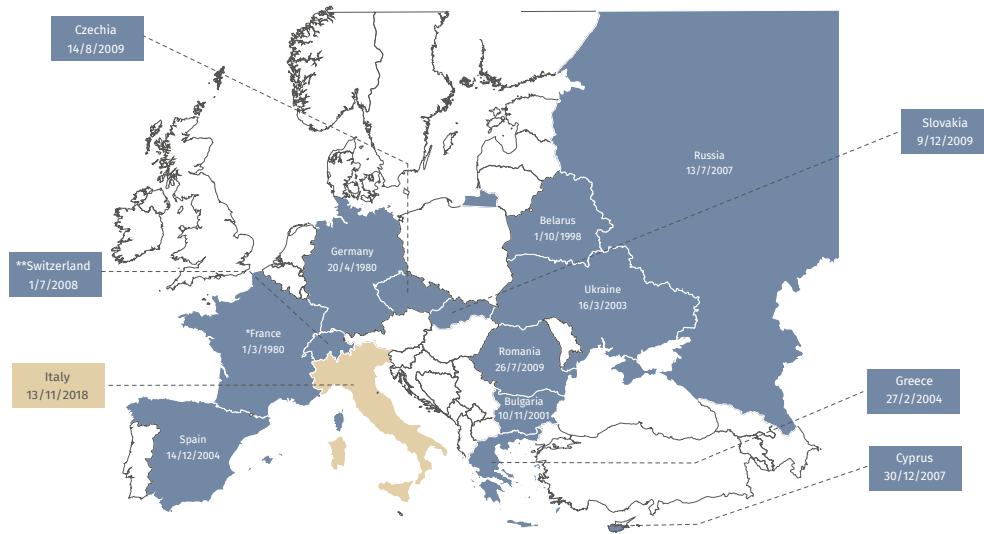 Czechia
14/8/2009
Slovakia
9/12/2009
Russia
13/7/2007
Belarus
1/10/1998
Germany
20/4/1980
**Switzerland
1/7/2008
Ukraine
16/3/2003
*France
1/3/1980
Romania
26/7/2009
Italy
13/11/2018
Greece
27/2/2004
Bulgaria
10/11/2001
Spain
14/12/2004
Cyprus
30/12/2007